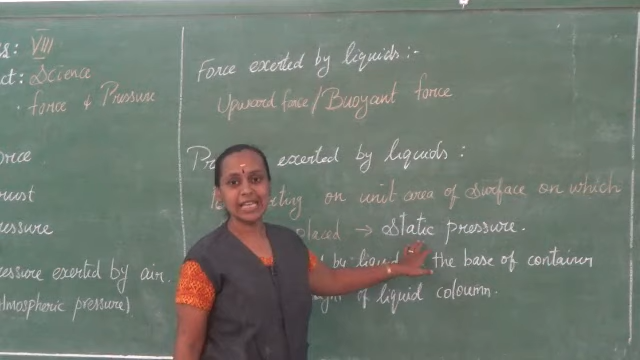 : VIII
ct: Science
. force & Pressure
orce
rust
essure
essure exerted by air.
tmospheric pressure)
Force exerted by liquids:-
Upward force/Buoyant force
Pr exerted by liquids:
on unit area of surface on which
placed → Static pressure.
by liquid the base of container
of liquid coloumn.